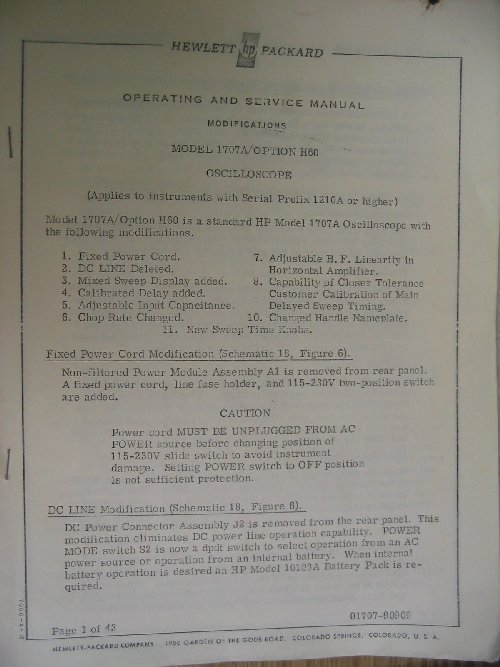 HEWLETT hp PACKARD
OPERATING AND SERVICE MANUAL
MODIFICATIONS
MODEL 1707A/OPTION H60
OSCILLOSCOPE
(Applies to instruments with Serial Prefix 1210A or higher)
Model 1707A/Option H60 is a standard HP Model 1707A Oscilloscope with
the following modifications.
1. Fixed Power Cord.
2. DC LINE Deleted.
3. Mixed Sweep Display added.
4. Calibrated Delay added.
5. Adjustable Input Capacitance.
6. Chop Rate Changed.
7. Adjustable H. F. Linearity in
Horizontal Amplifier.
8. Capability of Closer Tolerance
Customer Calibration of Main
Delayed Sweep Timing.
10. Changed Handle Nameplate.
11. New Sweep Time Knobs.
Fixed Power Cord Modification (Schematic 18, Figure 6).
Non-filtered Power Module Assembly A1 is removed from rear panel.
A fixed power cord, line fuse holder, and 115-230V two-position switch
are added.
CAUTION
Power cord MUST BE UNPLUGGED FROM AC
POWER source before changing position of
115-230V slide switch to avoid instrument
damage. Setting POWER switch to OFF position
is not sufficient protection.
DC LINE Modification (Schematic 18, Figure 6).
DC Power Connector Assembly J2 is removed from the rear panel. This
modification eliminates DC power line operation capability. POWER
MODE switch S2 is now a dpdt switch to select operation from an AC
power source or operation from an internal battery. When internal
battery operation is desired an HP Model 10103A Battery Pack is re-
quired.
Page 1 of 43
01707-90909
HEWLETT-PACKARD COMPANY 1900 GARDEN OF THE GODS ROAD, COLORADO SPRINGS, COLORADO, U. S. A.